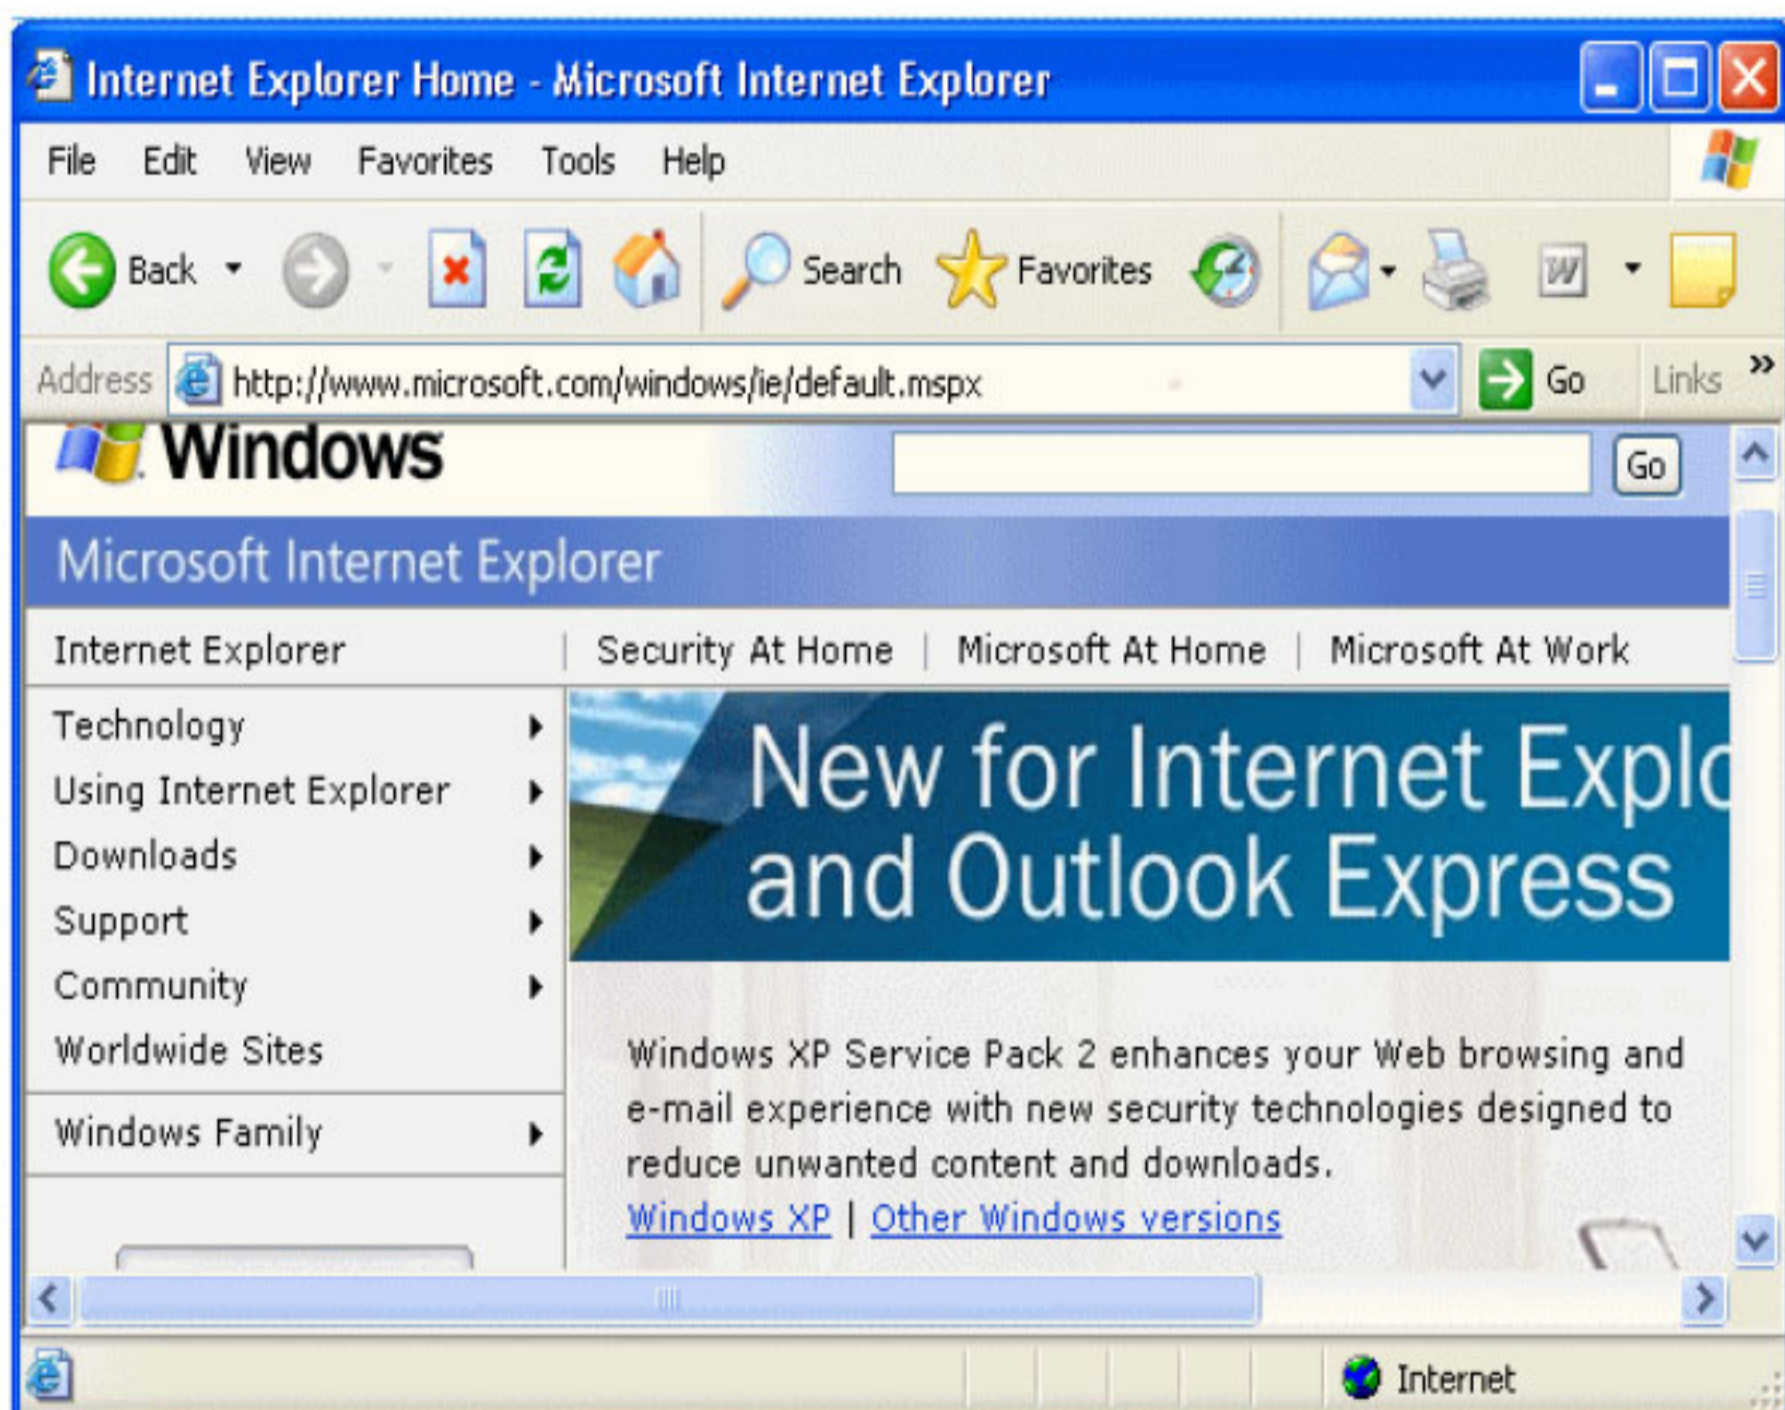 Internet Explorer Home - Microsoft Internet Explorer
File Edit View Favorites Tools Help
Back Search Favorites W
Address http://www.microsoft.com/windows/ie/default.mspx Go Links »
Windows Go
Microsoft Internet Explorer
Internet Explorer | Security At Home | Microsoft At Home | Microsoft At Work
Technology
Using Internet Explorer
Downloads
Support
Community
Worldwide Sites
Windows Family
New for Internet Explo
and Outlook Express
Windows XP Service Pack 2 enhances your Web browsing and
e-mail experience with new security technologies designed to
reduce unwanted content and downloads.
Windows XP | Other Windows versions
Internet